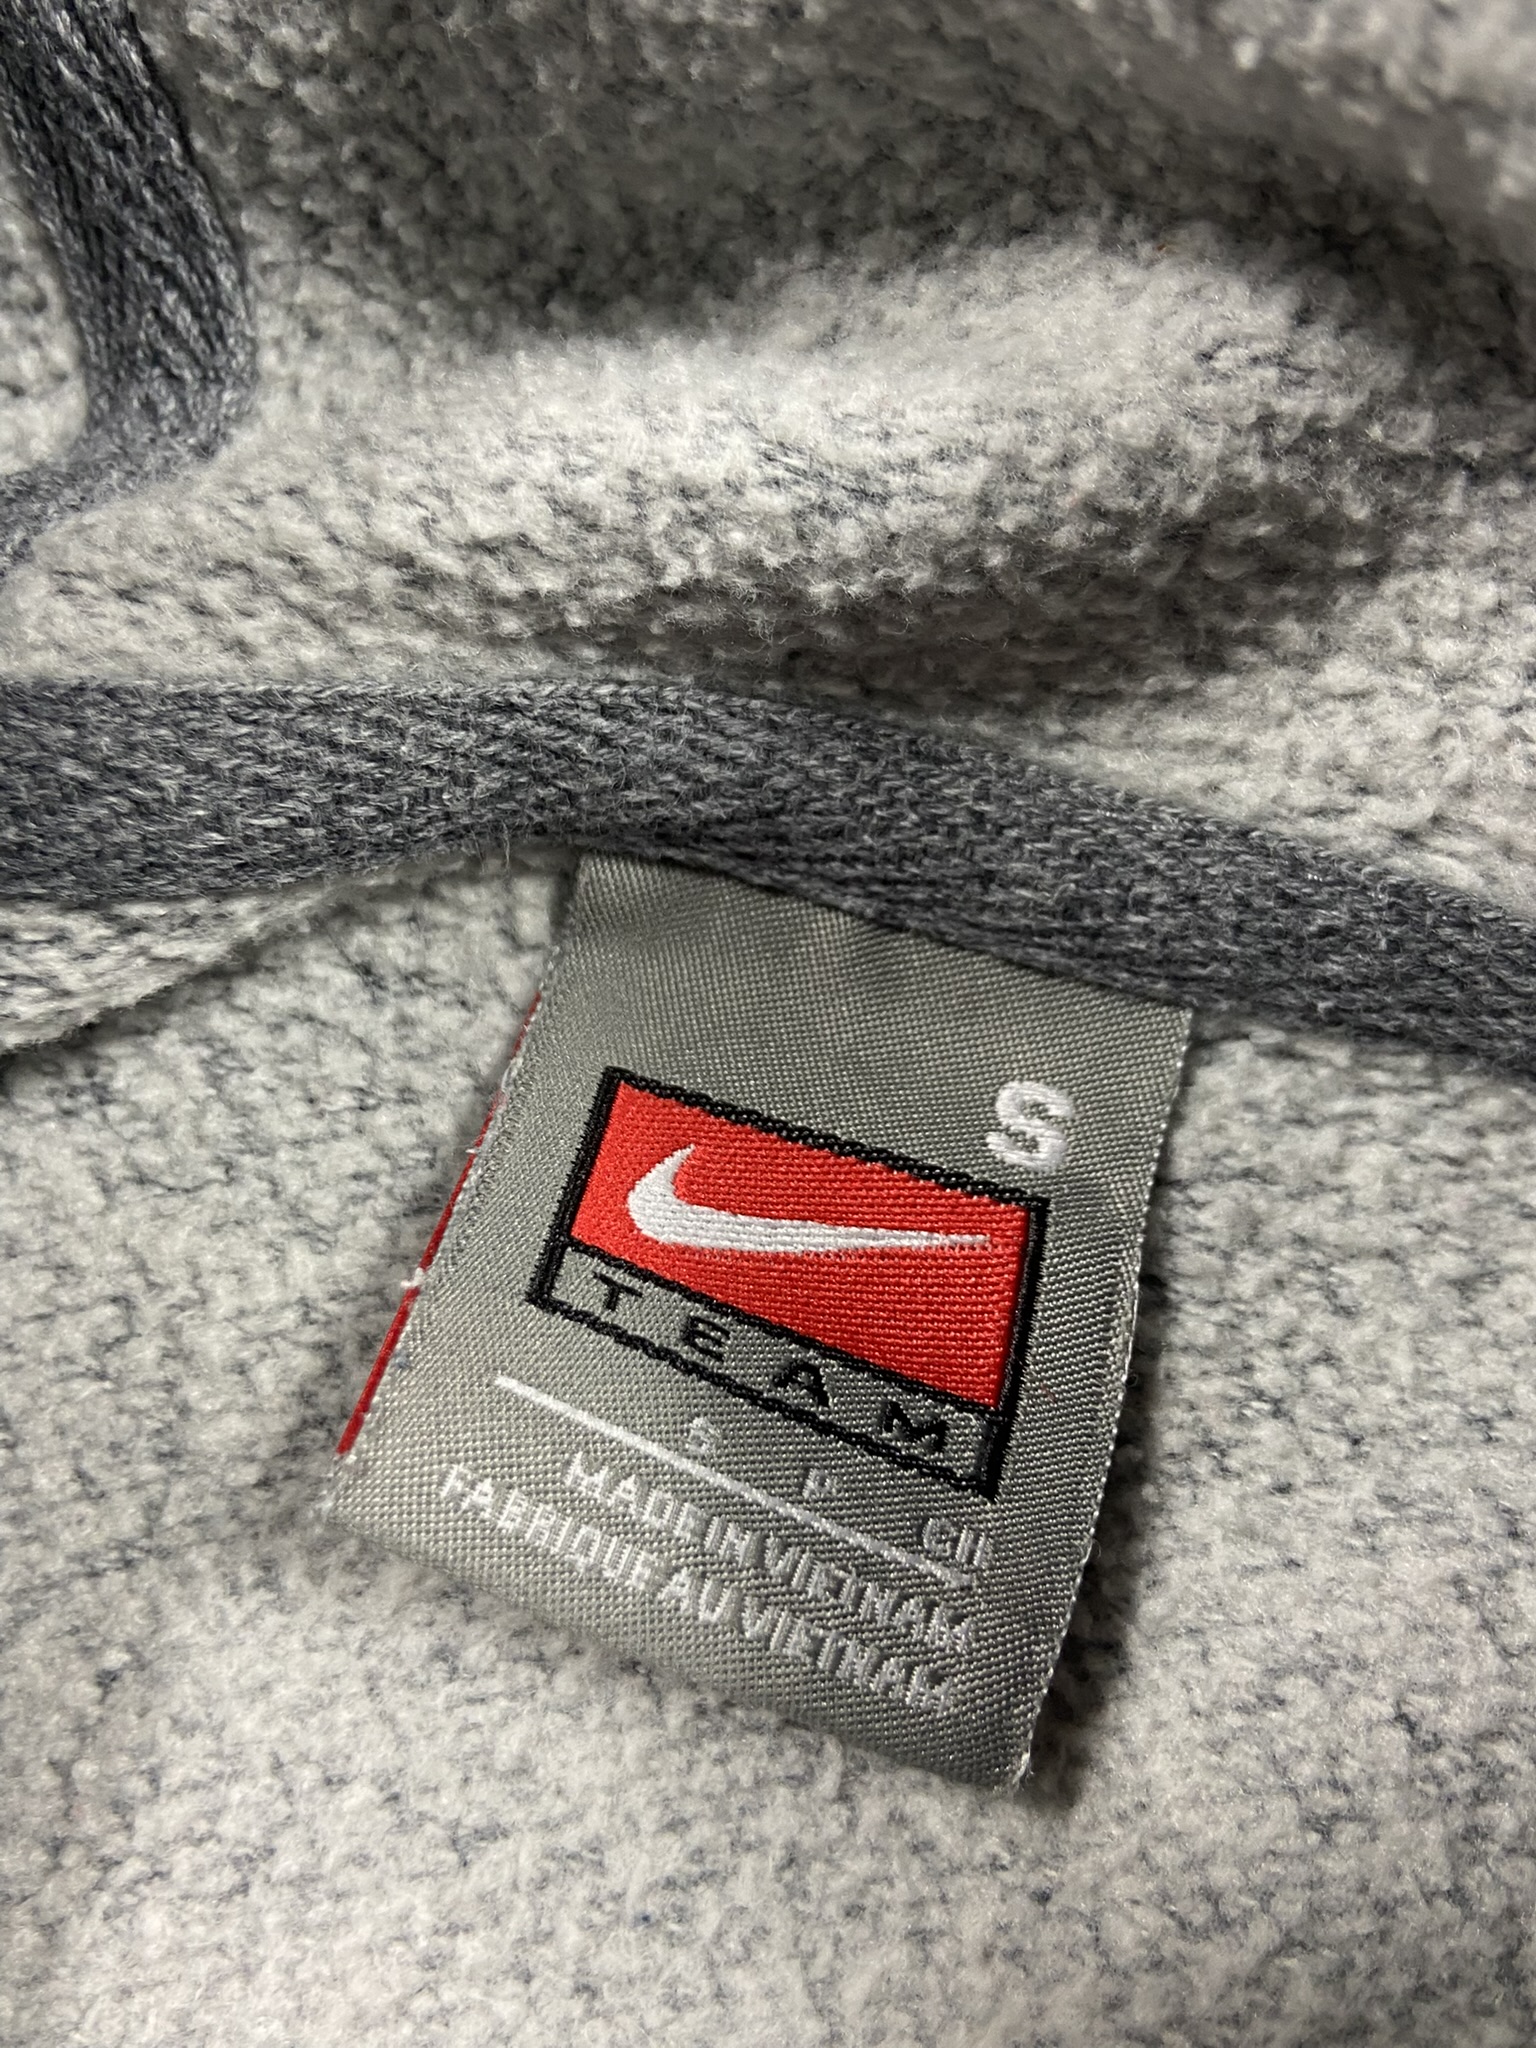 S
TEAM
S P CH
MADE IN VIETNAM
FABRIQUE AU VIETNAM